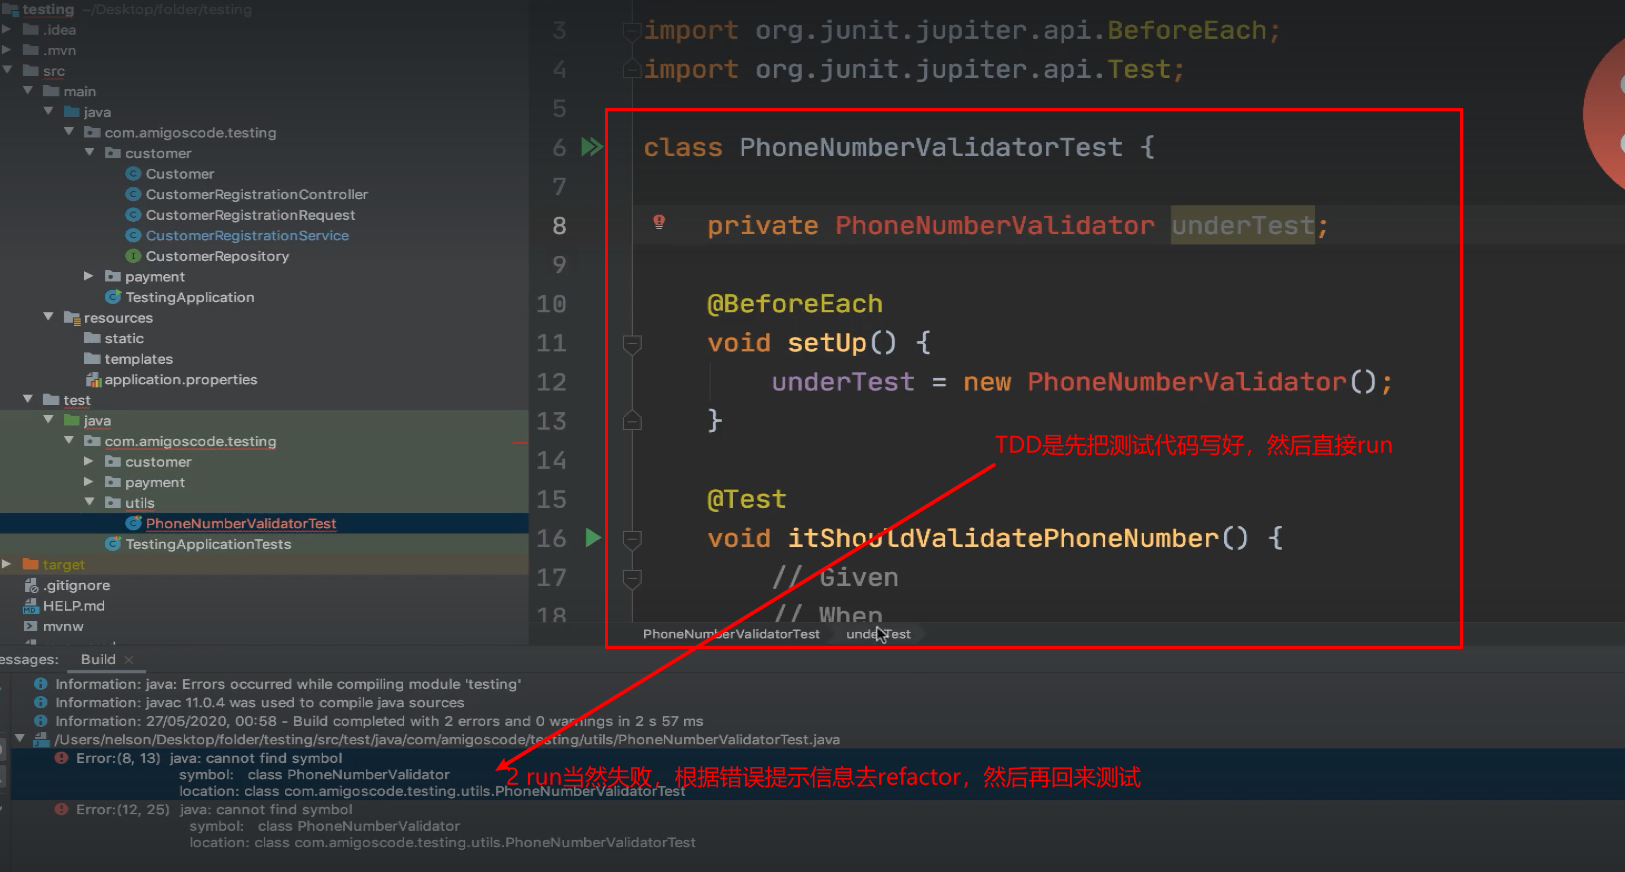 testing ~/Desktop/folder/testing
.idea
.mvn
src
main
java
com.amigoscode.testing
customer
Customer
CustomerRegistrationController
CustomerRegistrationRequest
CustomerRegistrationService
CustomerRepository
payment
TestingApplication
resources
static
templates
application.properties
test
java
com.amigoscode.testing
customer
payment
utils
PhoneNumberValidatorTest
TestingApplicationTests
target
.gitignore
HELP.md
mvnw
3 import org.junit.jupiter.api.BeforeEach;
4 import org.junit.jupiter.api.Test;
5
6 class PhoneNumberValidatorTest {
7
8 private PhoneNumberValidator underTest;
9
10 @BeforeEach
11 void setUp() {
12 underTest = new PhoneNumberValidator();
13 }
TDD是先把测试代码写好，然后直接run
14
15 @Test
16 void itShouldValidatePhoneNumber() {
17 // Given
18 // When
PhoneNumberValidatorTest underTest
essages: Build
Information: java: Errors occurred while compiling module 'testing'
Information: javac 11.0.4 was used to compile java sources
Information: 27/05/2020, 00:58 - Build completed with 2 errors and 0 warnings in 2 s 57 ms
/Users/nelson/Desktop/folder/testing/src/test/java/com/amigoscode/testing/utils/PhoneNumberValidatorTest.java
Error:(8, 13) java: cannot find symbol
symbol: class PhoneNumberValidator
2 run当然失败，根据错误提示信息去refactor，然后再回来测试
location: class com.amigoscode.testing.utils.PhoneNumberValidatorTest
Error:(12, 25) java: cannot find symbol
symbol: class PhoneNumberValidator
location: class com.amigoscode.testing.utils.PhoneNumberValidatorTest